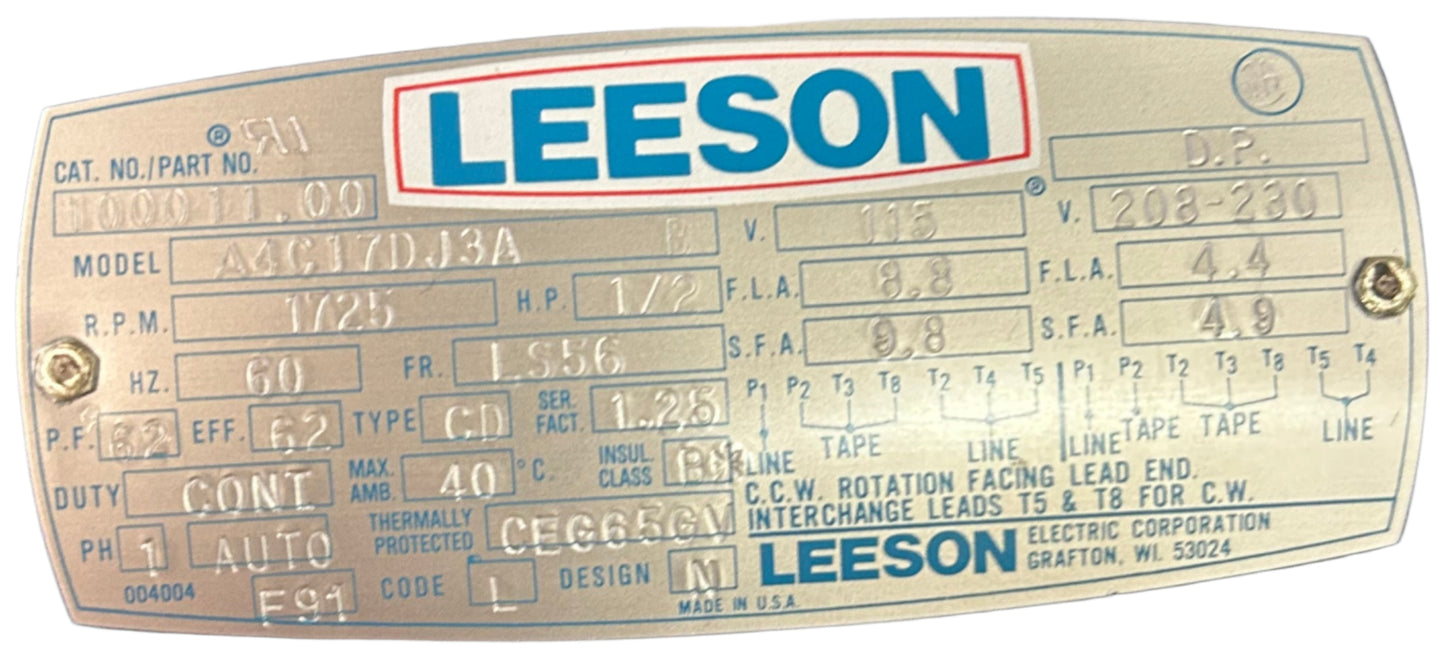 LEESON ®
D.P.
CAT. NO./PART NO.
100011.00
MODEL A4C17DJ3A
R.P.M. 1725 H.P. 1/2
HZ. 60 FR. LS56
P.F. 62 EFF. 62 TYPE CD SER. FACT. 1.25
DUTY CONT MAX. AMB. 40 °C. INSUL. CLASS
PH 1 AUTO THERMALLY PROTECTED CEG65GV
004004 F91 CODE L DESIGN N
MADE IN U.S.A.
V. 115 V. 208-230
F.L.A. 8.8 F.L.A. 4.4
S.F.A. 9.8 S.F.A. 4.9
P1 P2 T3 T8 T2 T4 T5 P1 P2 T2 T3 T8 T5 T4
LINE TAPE LINE LINE TAPE TAPE LINE
C.C.W. ROTATION FACING LEAD END.
INTERCHANGE LEADS T5 & T8 FOR C.W.
LEESON ELECTRIC CORPORATION
GRAFTON, WI. 53024